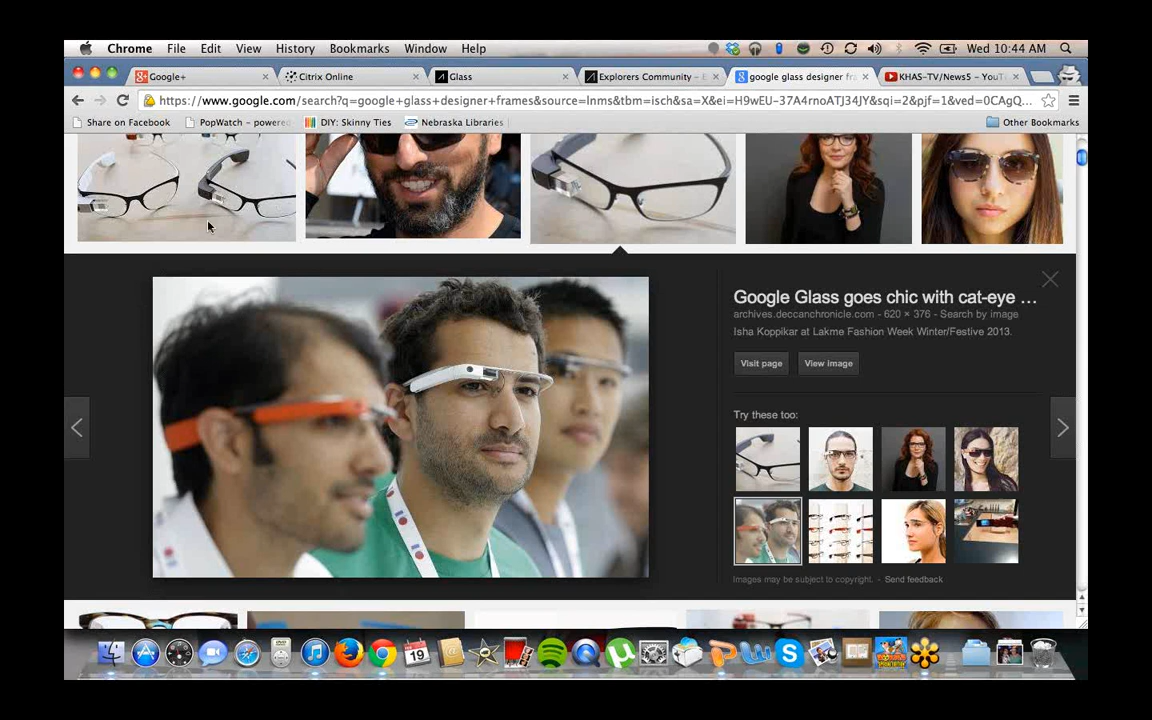 Chrome File Edit View History Bookmarks Window Help Wed 10:44 AM
Google+ Citrix Online Glass Explorers Community - google glass designer fra KHAS-TV/News5 - YouT
https://www.google.com/search?q=google+glass+designer+frames&source=lnms&tbm=isch&sa=X&ei=H9wEU-37A4rnoATJ34JY&sqi=2&pjf=1&ved=0CAgQ...
Share on Facebook PopWatch - powere DIY: Skinny Ties Nebraska Libraries Other Bookmarks
Google Glass goes chic with cat-eye ...
archives.deccanchronicle.com - 620 × 376 - Search by image
Isha Koppikar at Lakme Fashion Week Winter/Festive 2013.
Visit page View image
Try these too:
Images may be subject to copyright. - Send feedback
19